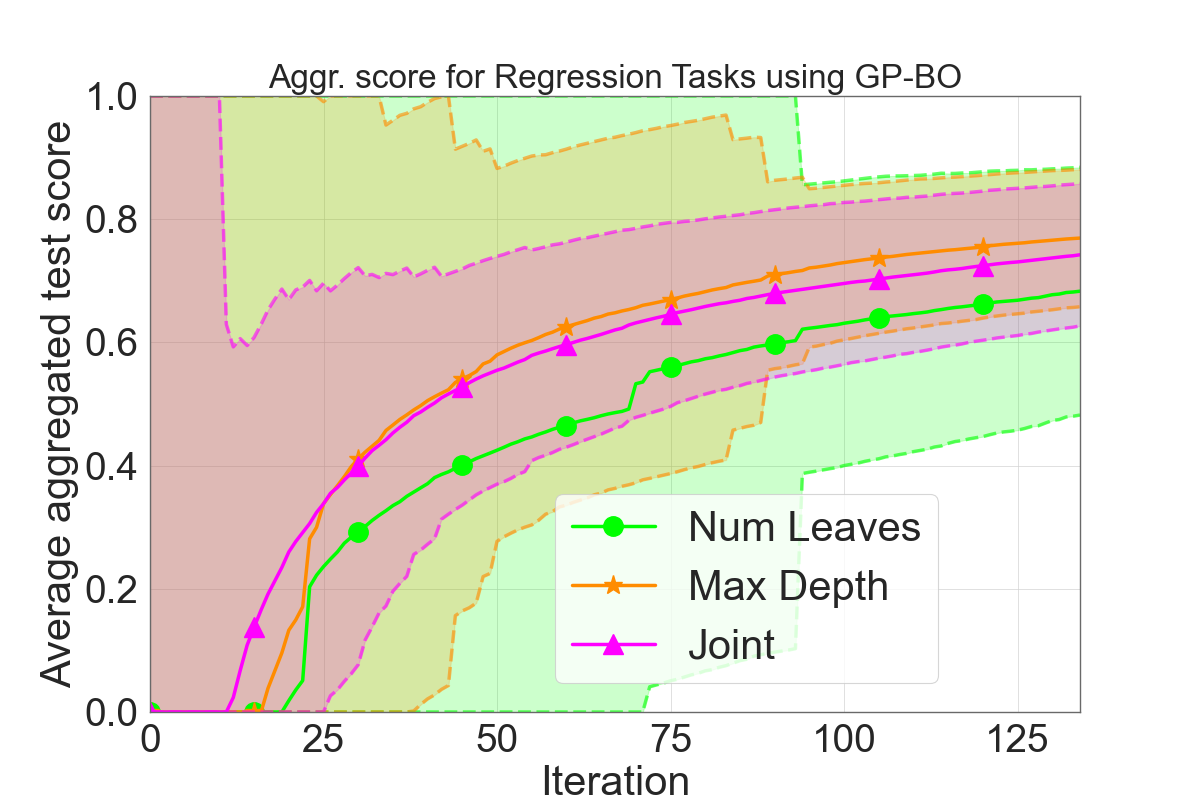 Aggr. score for Regression Tasks using GP-BO
Average aggregated test score
1.0
0.8
0.6
0.4
0.2
0.0
0 25 50 75 100 125
Iteration
Num Leaves
Max Depth
Joint